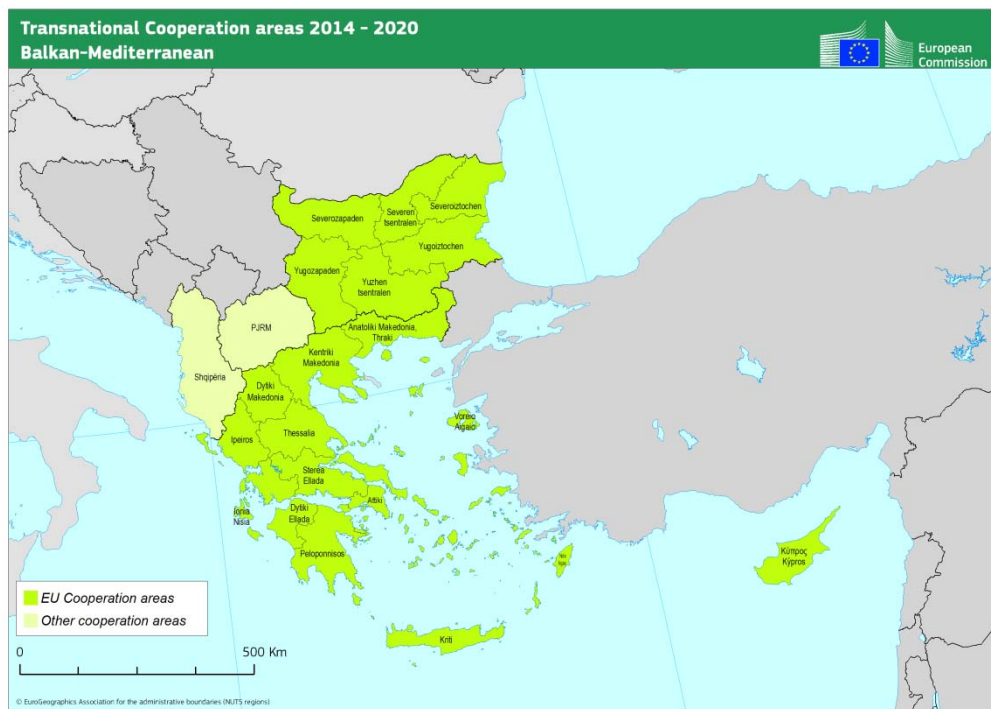 Transnational Cooperation areas 2014 - 2020
Balkan-Mediterranean
European
Commission
Severozapaden
Severen
tsentralen
Severoiztochen
Yugoiztochen
Yugozapaden
Yuzhen
tsentralen
PJRM
Anatoliki Makedonia,
Thraki
Kentriki
Makedonia
Shqipëria
Dytiki
Makedonia
Ipeiros
Thessalia
Voreio
Aigaio
Sterea
Ellada
Ionia
Nisia
Dytiki
Ellada
Attiki
Peloponnisos
Κύπρος
Kýpros
Kriti
EU Cooperation areas
Other cooperation areas
0
500 Km
© EuroGeographics Association for the administrative boundaries (NUTS regions)